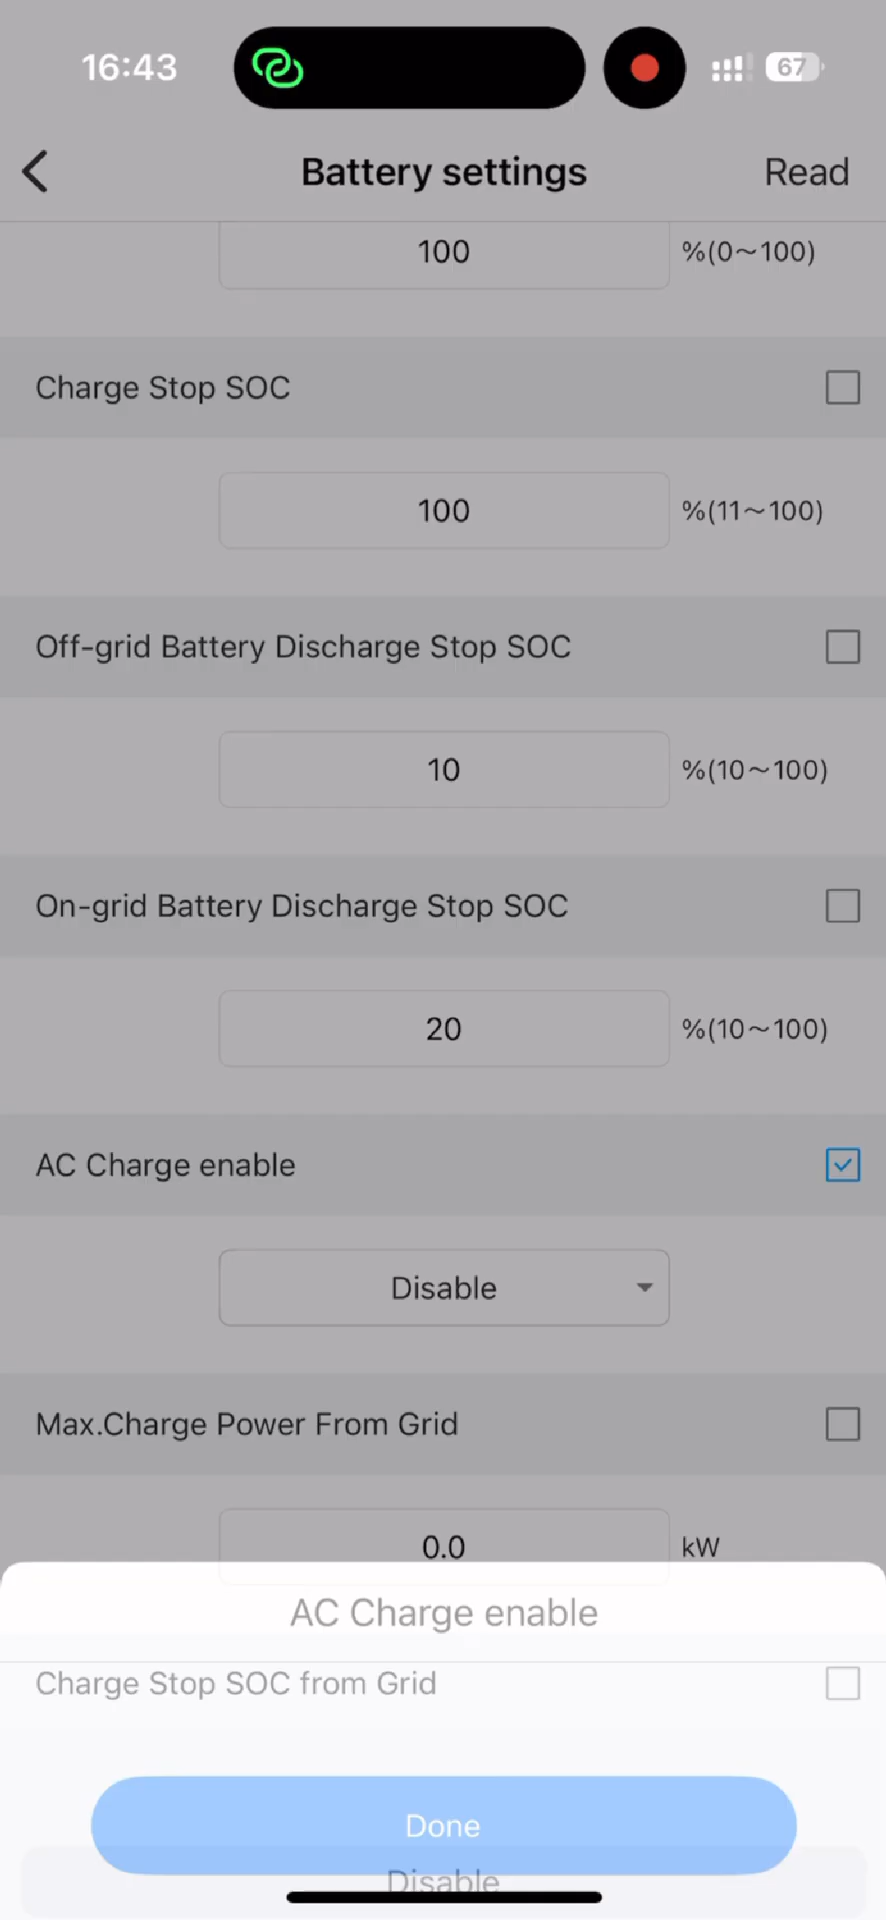 16:43
67
Battery settings
Read
100
%(0~100)
Charge Stop SOC
100
%(11~100)
Off-grid Battery Discharge Stop SOC
10
%(10~100)
On-grid Battery Discharge Stop SOC
20
%(10~100)
AC Charge enable
Disable
Max.Charge Power From Grid
0.0
kW
AC Charge enable
Charge Stop SOC from Grid
Done
Disable